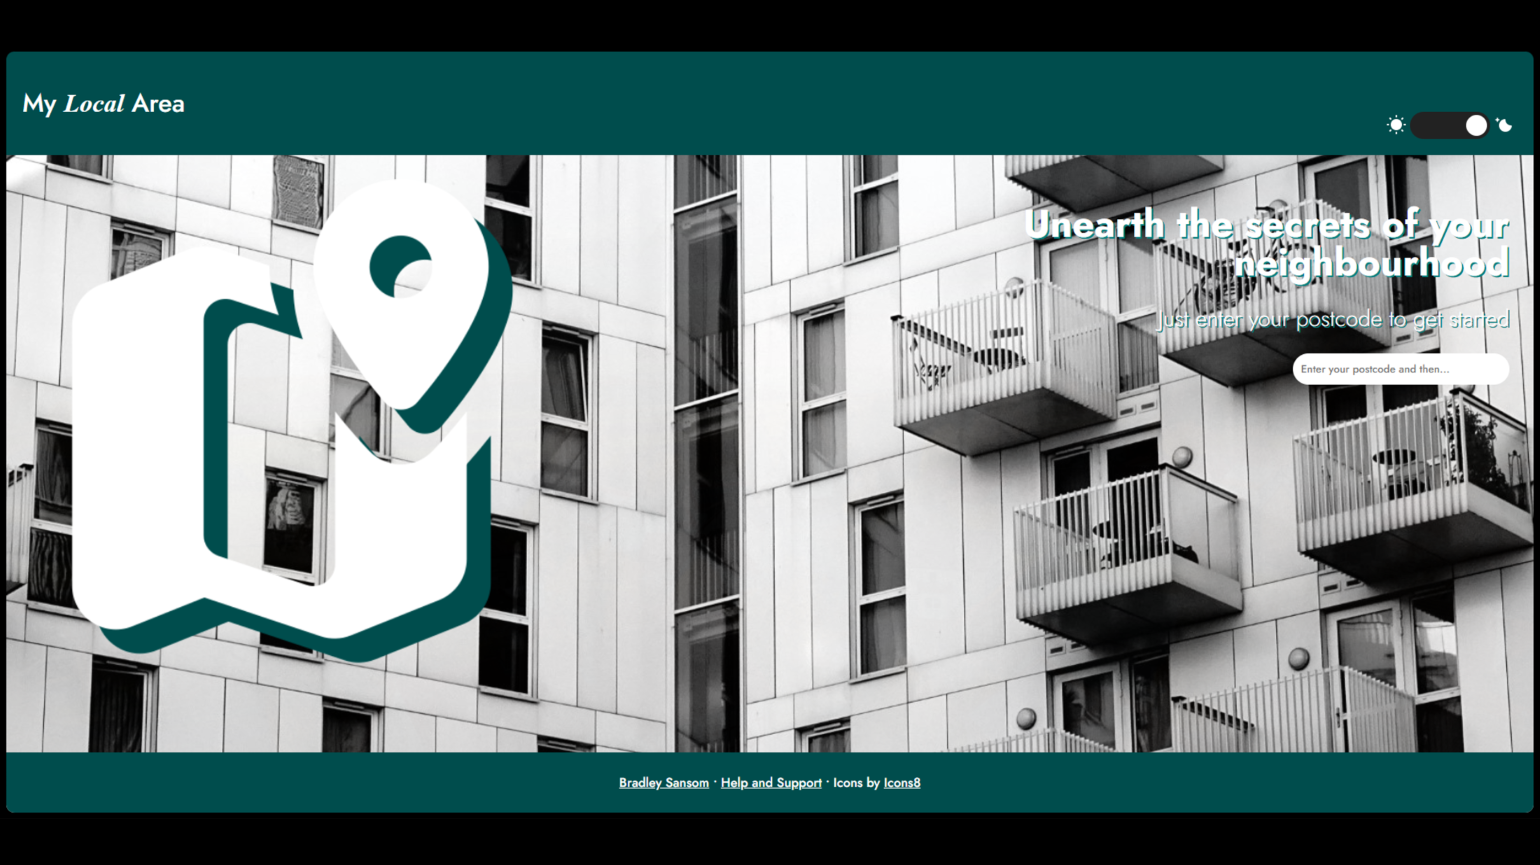 My Local Area
Unearth the secrets of your
neighbourhood
Just enter your postcode to get started
Enter your postcode and then...
Bradley Sansom · Help and Support · Icons by Icons8